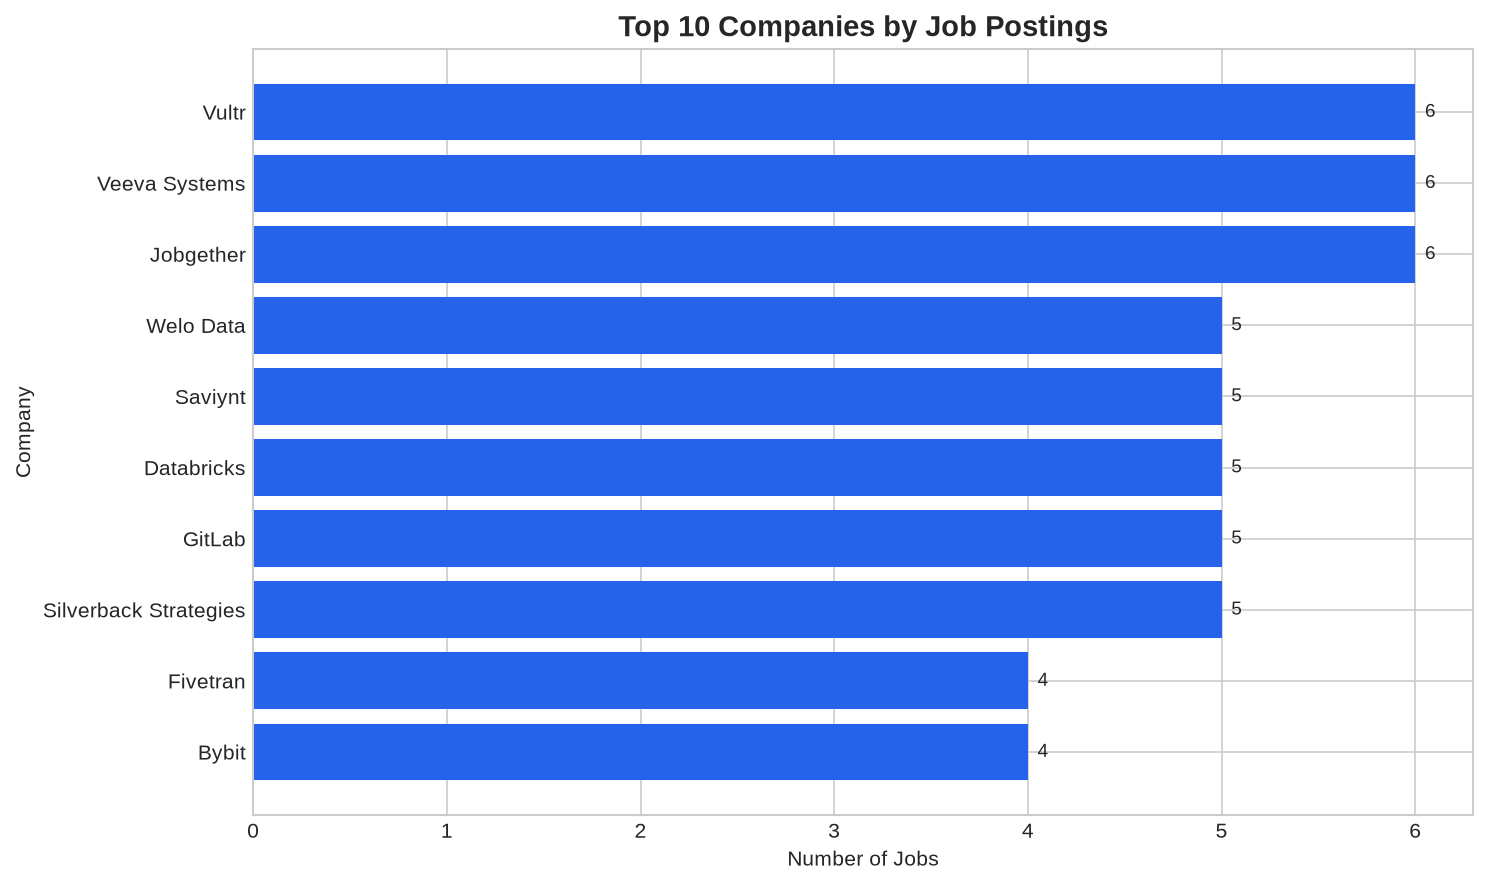 Top 10 Companies by Job Postings
Vultr 6
Veeva Systems 6
Jobgether 6
Welo Data 5
Saviynt 5
Databricks 5
GitLab 5
Silverback Strategies 5
Fivetran 4
Bybit 4
Company
0 1 2 3 4 5 6
Number of Jobs